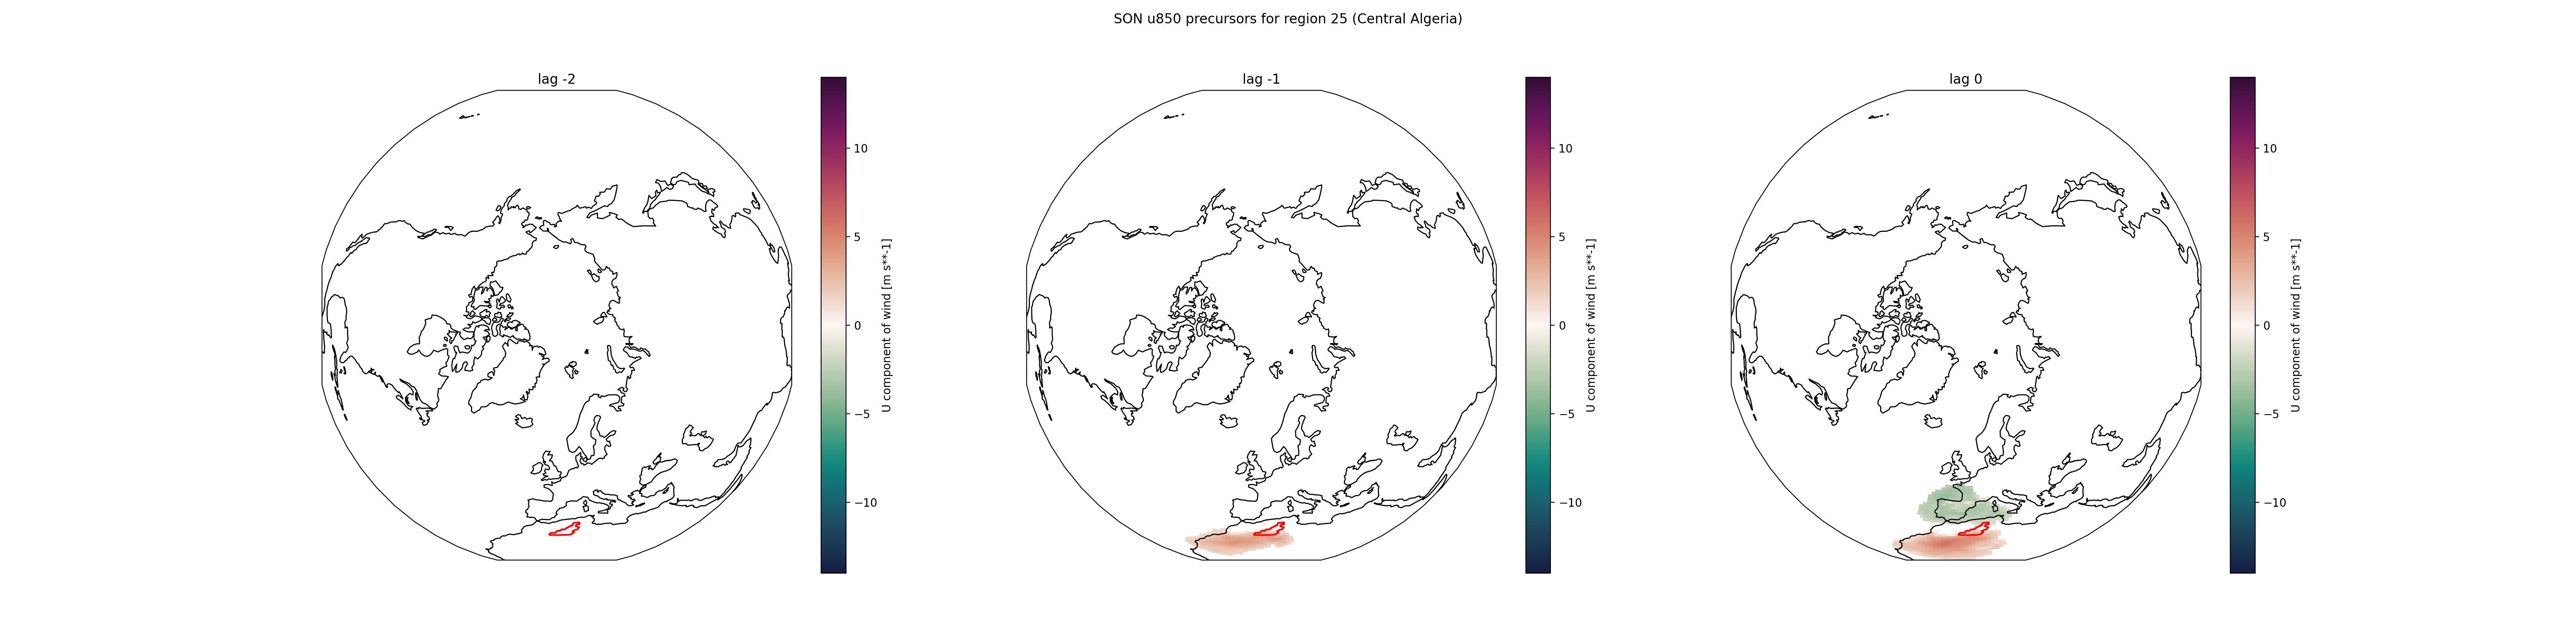 SON u850 precursors for region 25 (Central Algeria)
lag -2
10
5
0
−5
−10
U component of wind [m s**-1]
lag -1
10
5
0
−5
−10
U component of wind [m s**-1]
lag 0
10
5
0
−5
−10
U component of wind [m s**-1]